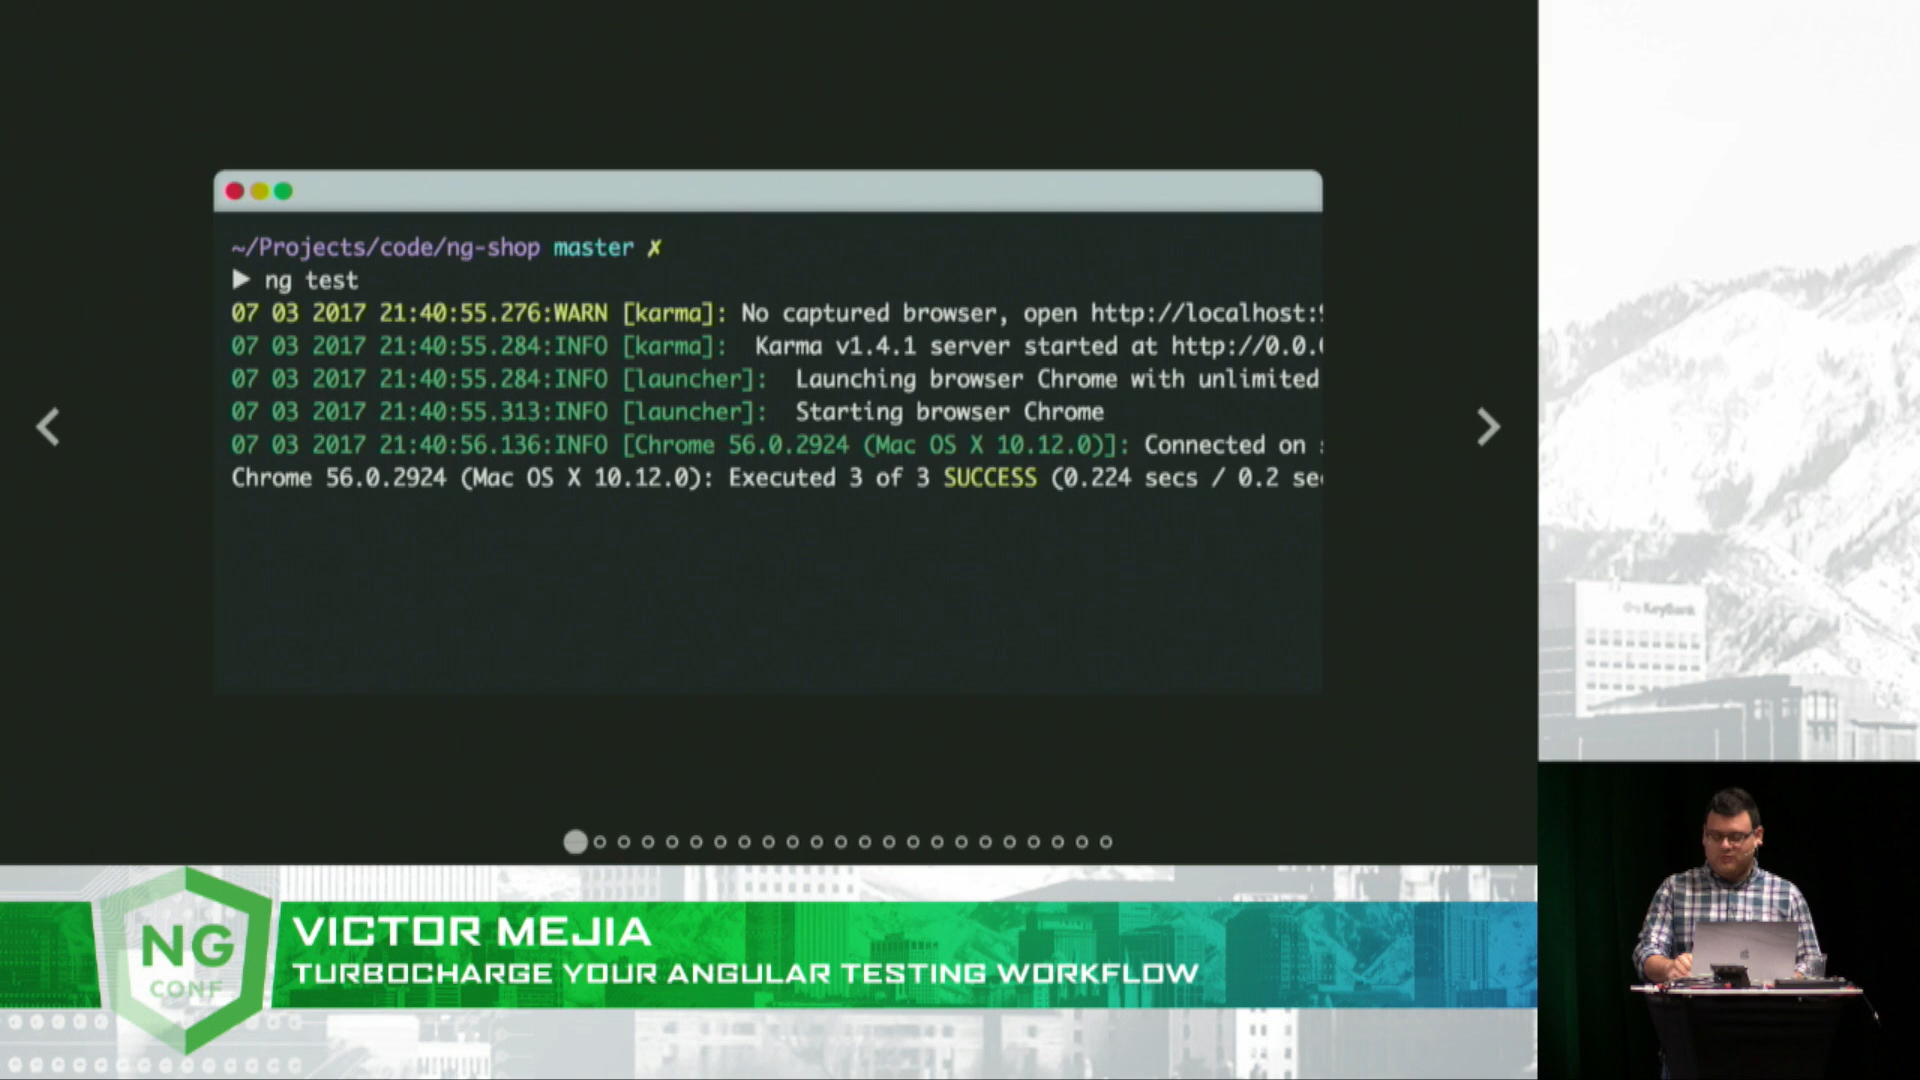 ~/Projects/code/ng-shop master ✗
▶ ng test
07 03 2017 21:40:55.276:WARN [karma]: No captured browser, open http://localhost:9
07 03 2017 21:40:55.284:INFO [karma]: Karma v1.4.1 server started at http://0.0.0
07 03 2017 21:40:55.284:INFO [launcher]: Launching browser Chrome with unlimited
07 03 2017 21:40:55.313:INFO [launcher]: Starting browser Chrome
07 03 2017 21:40:56.136:INFO [Chrome 56.0.2924 (Mac OS X 10.12.0)]: Connected on s
Chrome 56.0.2924 (Mac OS X 10.12.0): Executed 3 of 3 SUCCESS (0.224 secs / 0.2 sec
KeyBank
NG
CONF
VICTOR MEJIA
TURBOCHARGE YOUR ANGULAR TESTING WORKFLOW